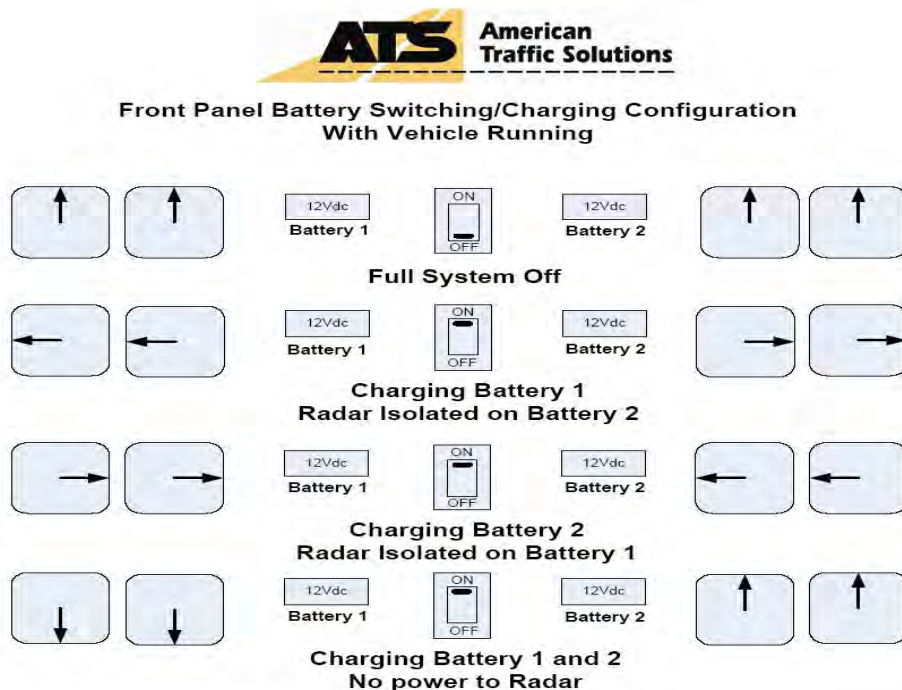 ATS American
Traffic Solutions
Front Panel Battery Switching/Charging Configuration
With Vehicle Running
12Vdc
Battery 1
ON
OFF
12Vdc
Battery 2
Full System Off
12Vdc
Battery 1
ON
OFF
12Vdc
Battery 2
Charging Battery 1
Radar Isolated on Battery 2
12Vdc
Battery 1
ON
OFF
12Vdc
Battery 2
Charging Battery 2
Radar Isolated on Battery 1
12Vdc
Battery 1
ON
OFF
12Vdc
Battery 2
Charging Battery 1 and 2
No power to Radar